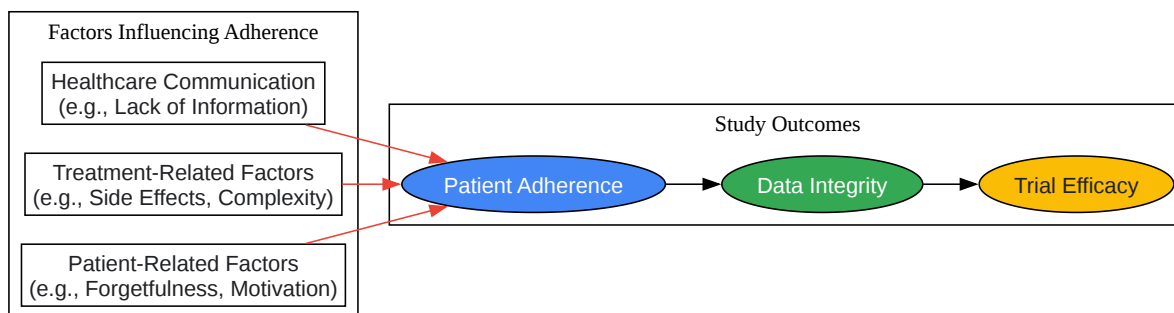 Factors Influencing Adherence
Healthcare Communication
(e.g., Lack of Information)
Treatment-Related Factors
(e.g., Side Effects, Complexity)
Patient-Related Factors
(e.g., Forgetfulness, Motivation)
Study Outcomes
Patient Adherence
Data Integrity
Trial Efficacy